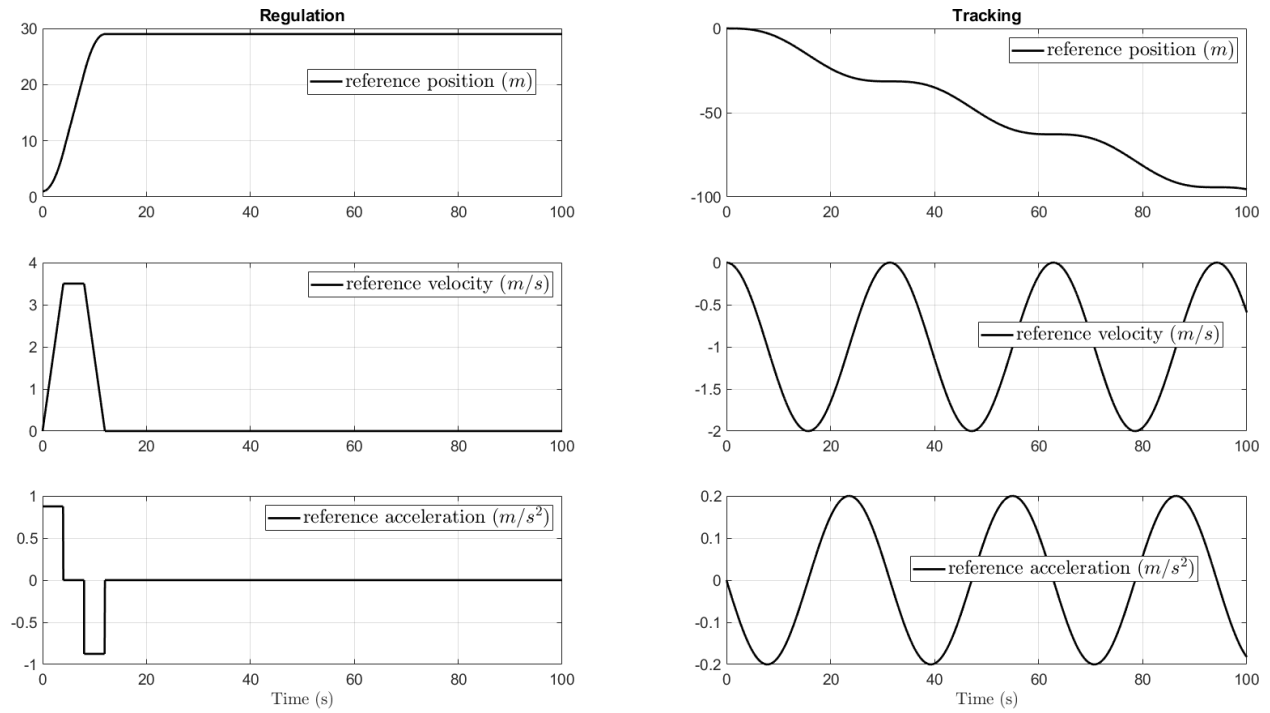 Regulation
30
20
10
0
reference position (m)
0 20 40 60 80 100
4
3
2
1
0
reference velocity (m/s)
0 20 40 60 80 100
1
0.5
0
-0.5
-1
reference acceleration (m/s²)
0 20 40 60 80 100
Time (s)
Tracking
0
-50
-100
reference position (m)
0 20 40 60 80 100
0
-0.5
-1
-1.5
-2
reference velocity (m/s)
0 20 40 60 80 100
0.2
0.1
0
-0.1
-0.2
reference acceleration (m/s²)
0 20 40 60 80 100
Time (s)